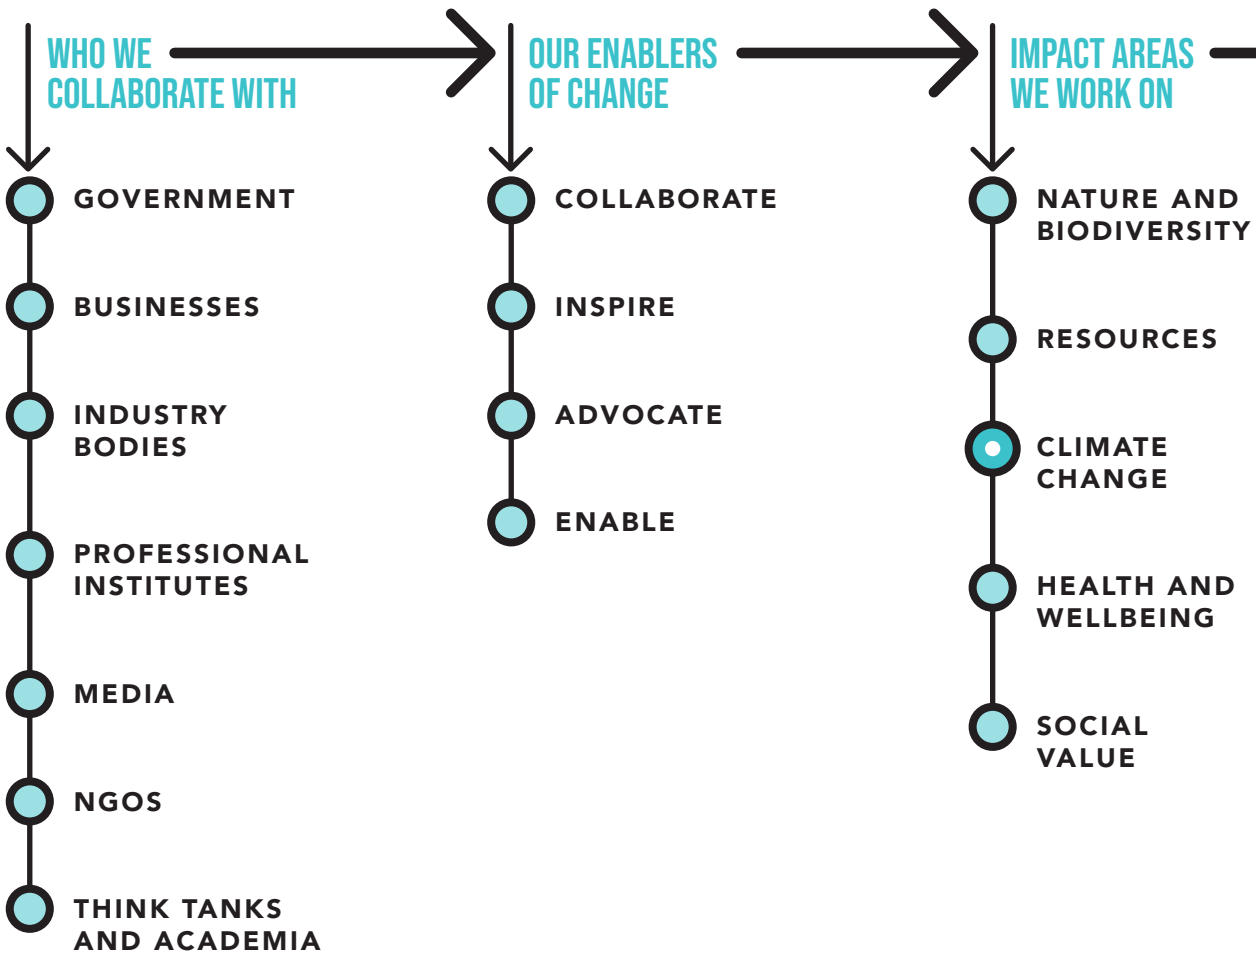 WHO WE
COLLABORATE WITH
GOVERNMENT
BUSINESSES
INDUSTRY
BODIES
PROFESSIONAL
INSTITUTES
MEDIA
NGOS
THINK TANKS
AND ACADEMIA
OUR ENABLERS
OF CHANGE
COLLABORATE
INSPIRE
ADVOCATE
ENABLE
IMPACT AREAS
WE WORK ON
NATURE AND
BIODIVERSITY
RESOURCES
CLIMATE
CHANGE
HEALTH AND
WELLBEING
SOCIAL
VALUE